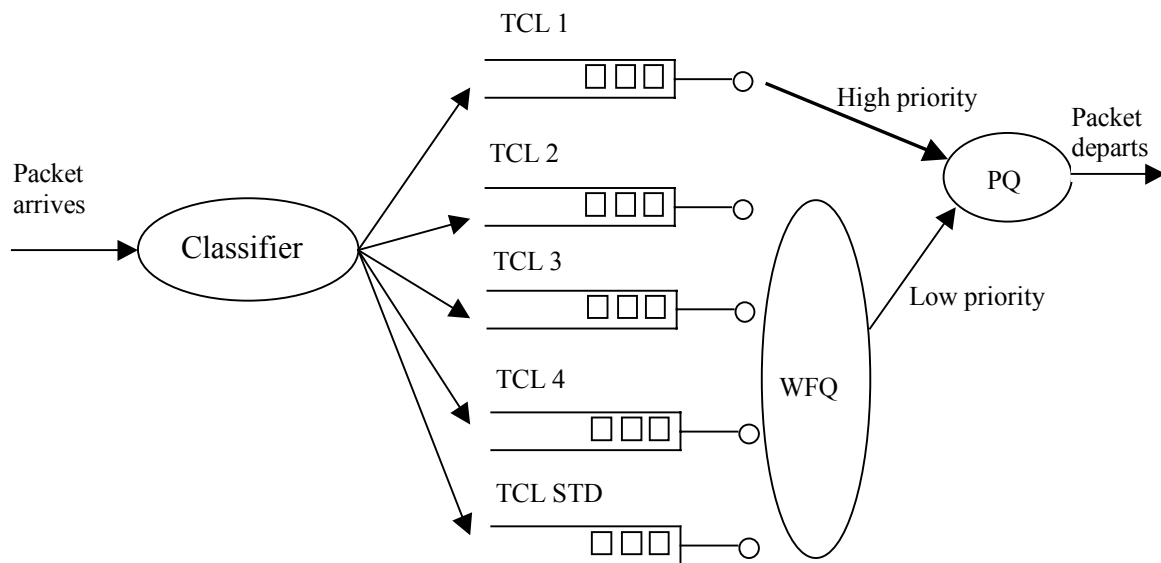 TCL 1
High priority
Packet
departs
TCL 2
Packet
arrives
PQ
Classifier
TCL 3
Low priority
TCL 4
WFQ
TCL STD